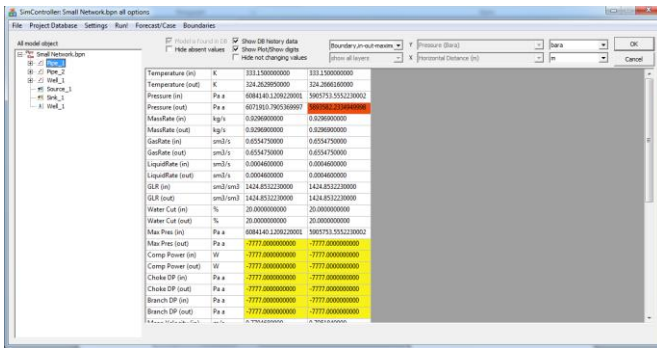 SimController: Small Network.bpn all options
File Project Database Settings Run! Forecast/Case Boundaries
All model object
Model is Found in DB Show DB history data
Hide absent values Show Plot/Show digits
Hide not changing values
Boundary,in-out-maxims Y Pressure (Bara) bara OK
show all layers X Horizontal Distance (m) m Cancel
Small Network.bpn
Pipe_1
Pipe_2
Well_1
Source_1
Sink_1
Well_1
Temperature (in) K 333.1500000000 333.1500000000
Temperature (out) K 324.2629950000 324.2666160000
Pressure (in) Pa a 6084140.1209220001 5905753.5552230002
Pressure (out) Pa a 6071910.7905369997
MassRate (in) kg/s 0.9296900000 0.9296900000
MassRate (out) kg/s 0.9296900000 0.9296900000
GasRate (in) sm3/s 0.6554750000 0.6554750000
GasRate (out) sm3/s 0.6554750000 0.6554750000
LiquidRate (in) sm3/s 0.0004600000 0.0004600000
LiquidRate (out) sm3/s 0.0004600000 0.0004600000
GLR (in) sm3/sm3 1424.8532230000 1424.8532230000
GLR (out) sm3/sm3 1424.8532230000 1424.8532230000
Water Cut (in) % 20.0000000000 20.0000000000
Water Cut (out) % 20.0000000000 20.0000000000
Max Pres (in) Pa a 6084140.1209220001 5905753.5552230002
Max Pres (out) Pa a -7777.0000000000 -7777.0000000000
Comp Power (in) W -7777.0000000000 -7777.0000000000
Comp Power (out) W -7777.0000000000 -7777.0000000000
Choke DP (in) Pa a -7777.0000000000 -7777.0000000000
Choke DP (out) Pa a -7777.0000000000 -7777.0000000000
Branch DP (in) Pa a -7777.0000000000 -7777.0000000000
Branch DP (out) Pa a -7777.0000000000 -7777.0000000000